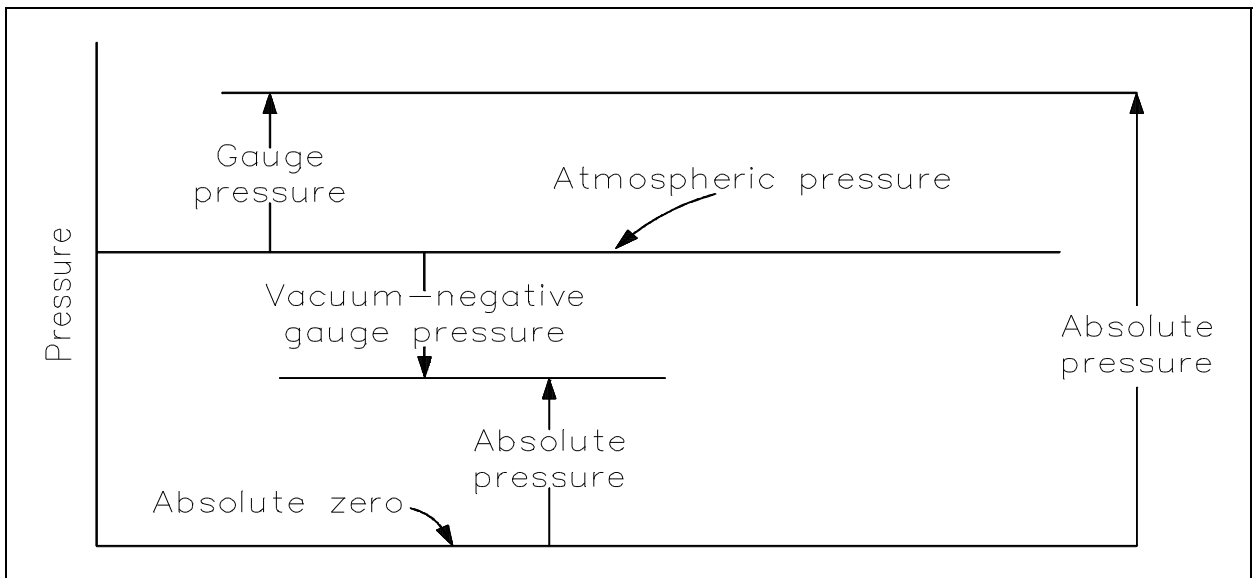 Gauge
pressure
Atmospheric pressure
Pressure
Vacuum-negative
gauge pressure
Absolute
pressure
Absolute
pressure
Absolute zero